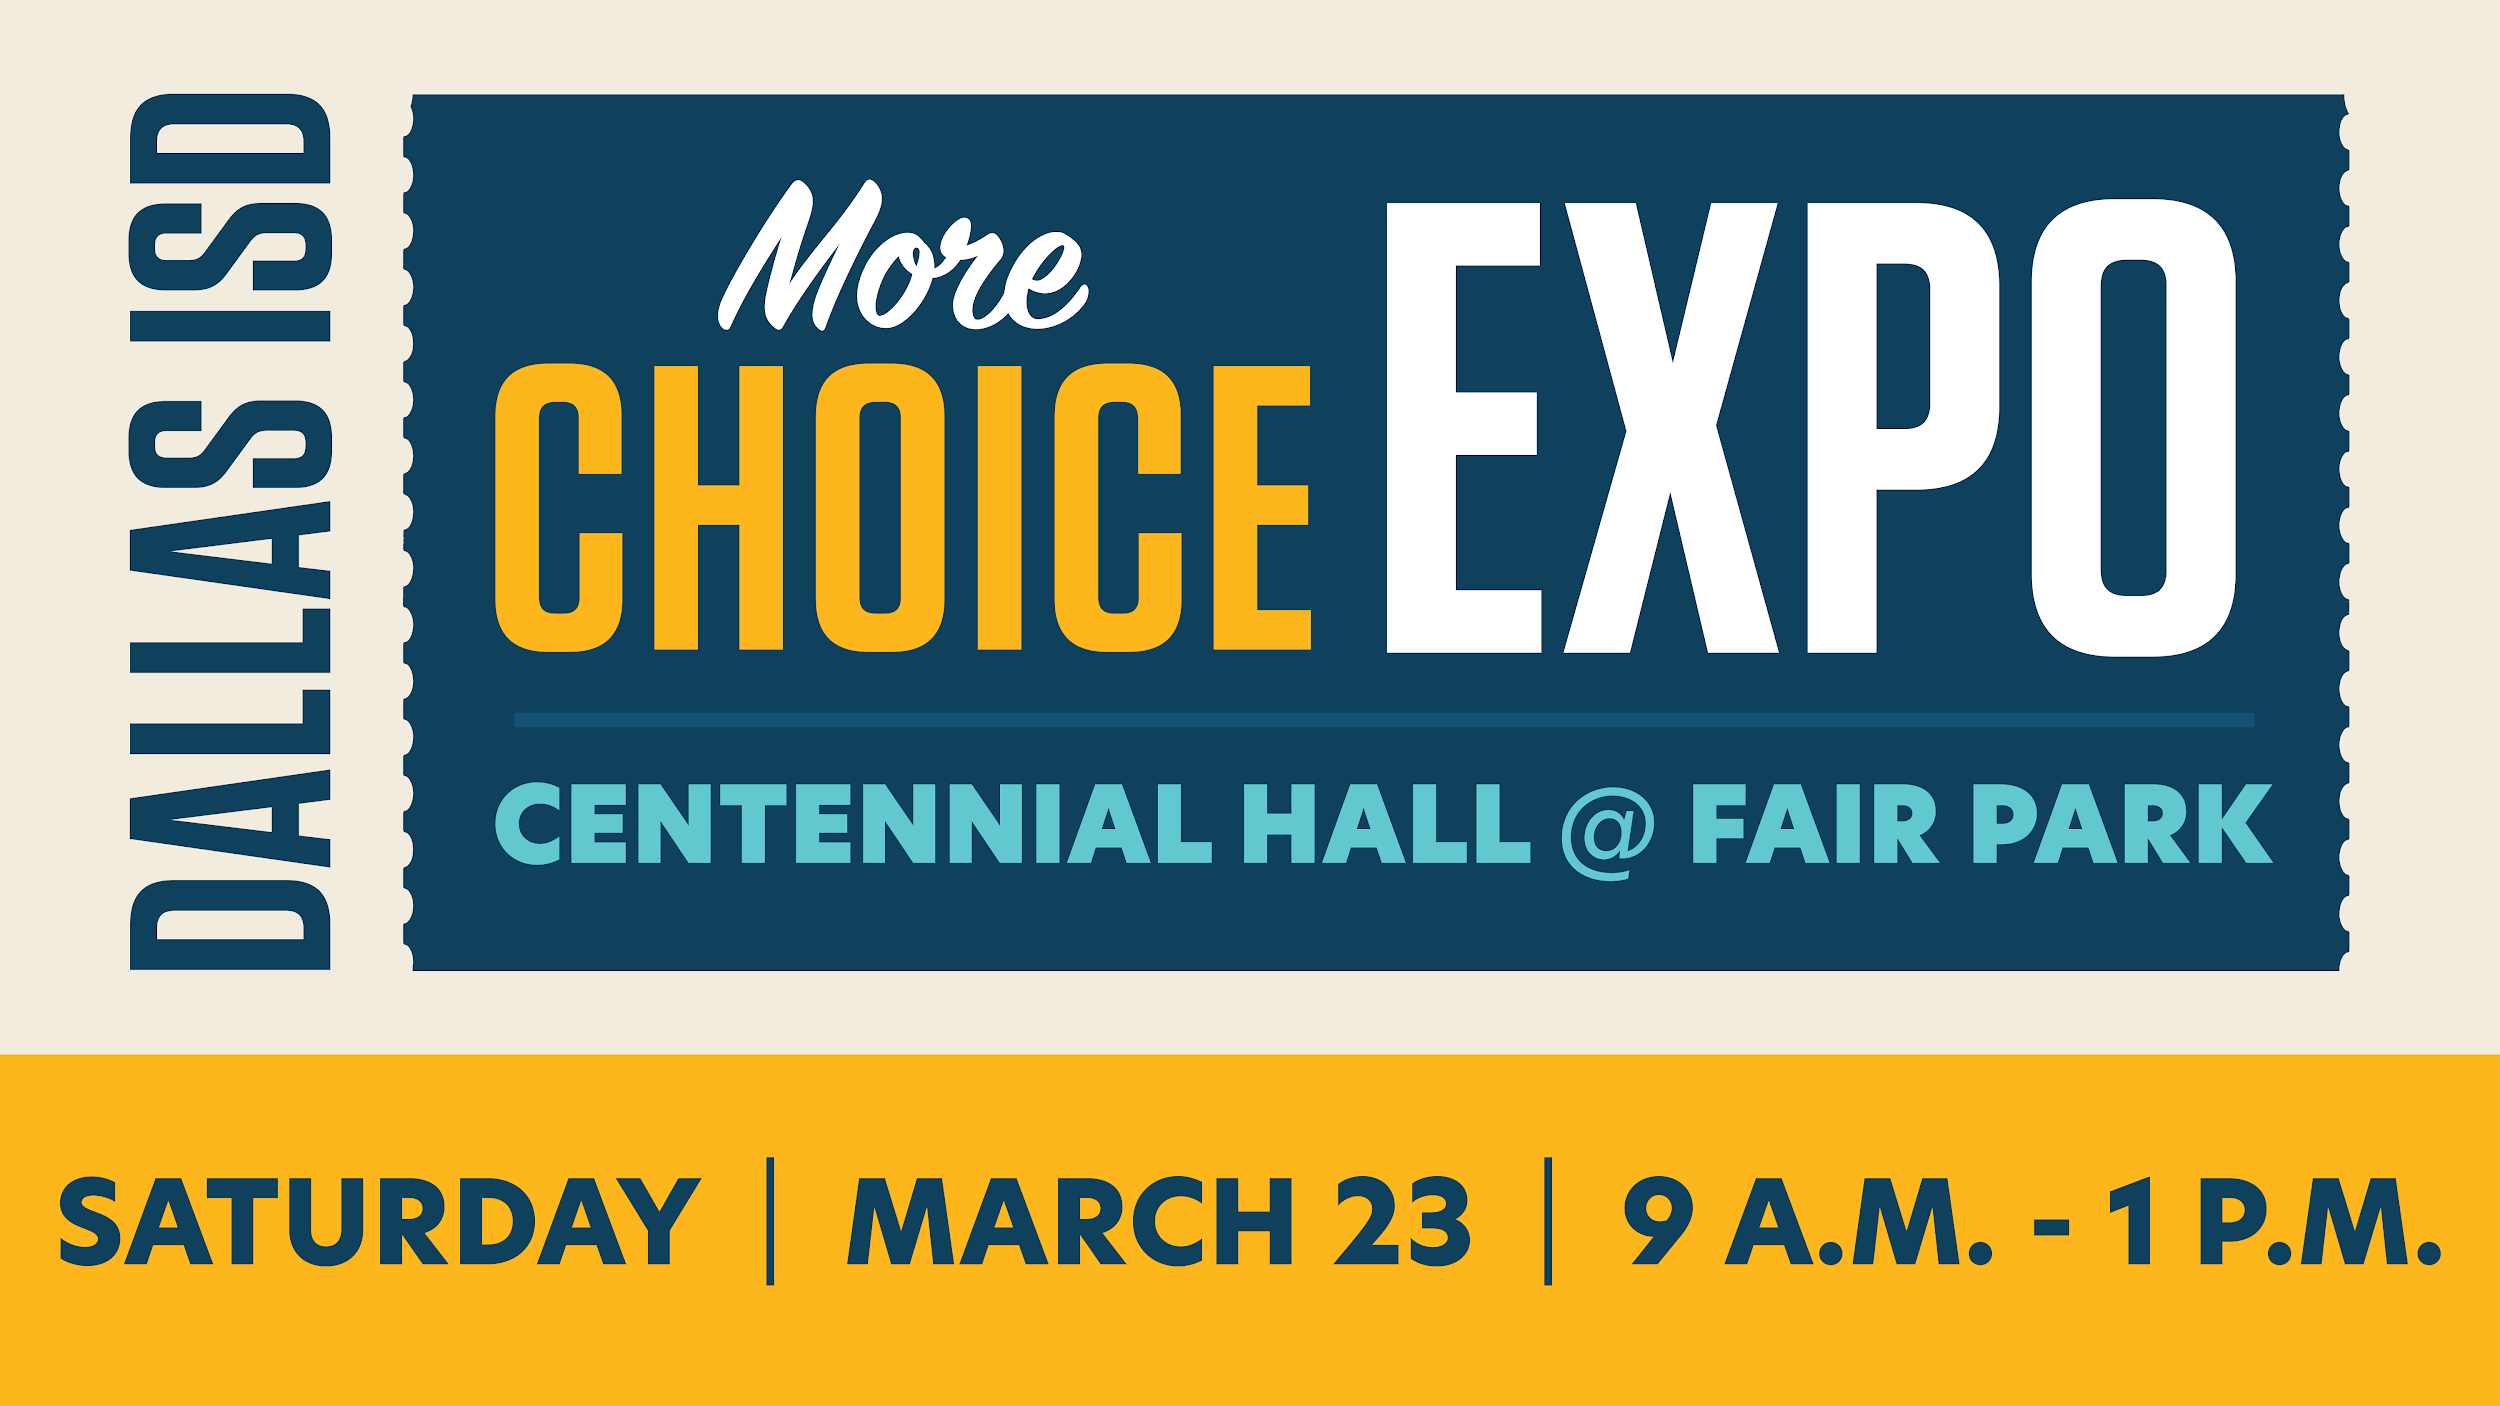 DALLAS ISD
More
CHOICE EXPO
CENTENNIAL HALL @ FAIR PARK
SATURDAY | MARCH 23 | 9 A.M. - 1 P.M.